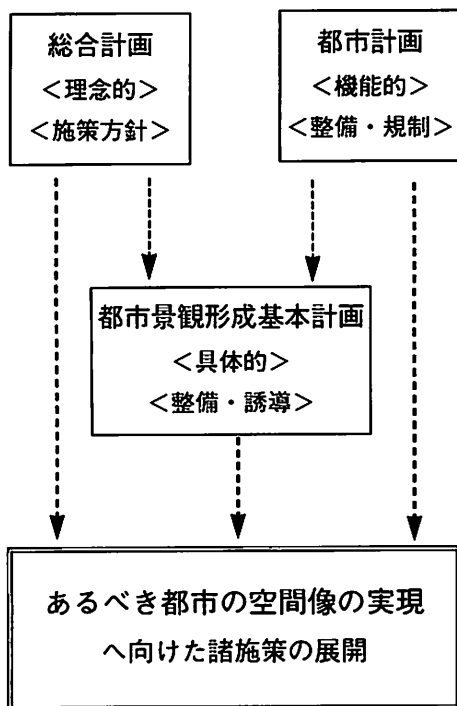 総合計画
＜理念的＞
＜施策方針＞
都市計画
＜機能的＞
＜整備・規制＞
都市景観形成基本計画
＜具体的＞
＜整備・誘導＞
あるべき都市の空間像の実現
へ向けた諸施策の展開